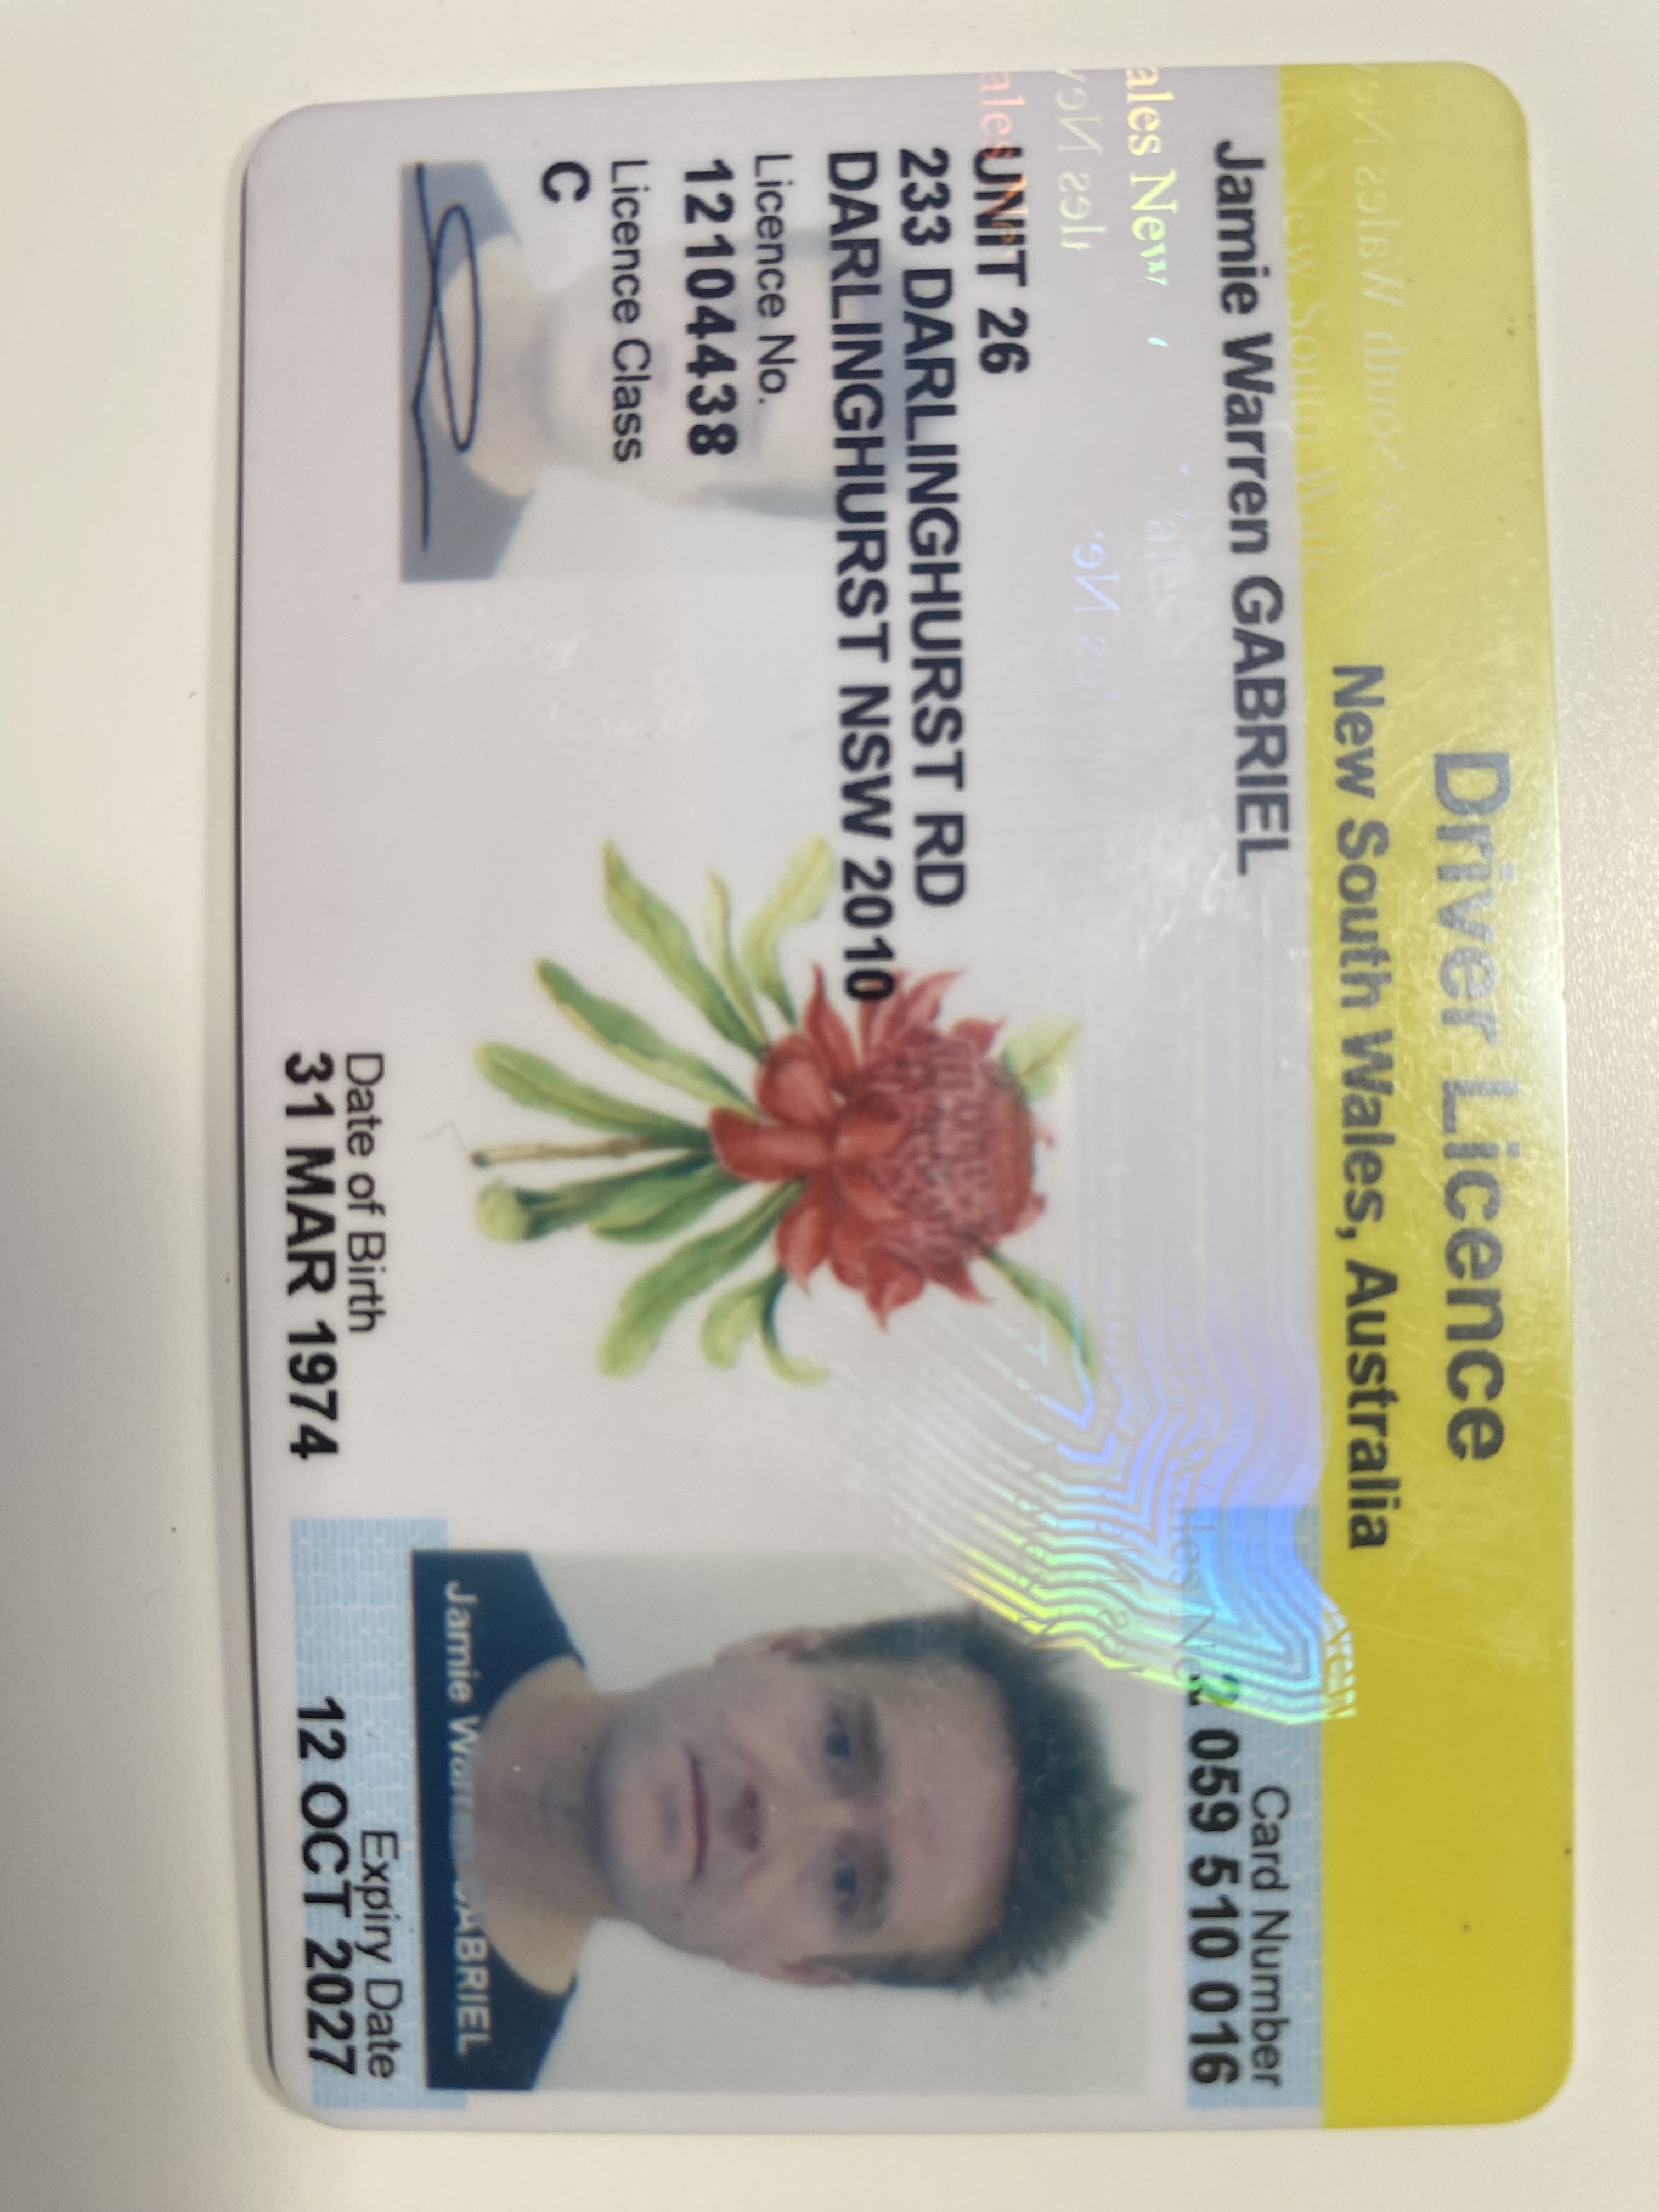 Driver Licence
New South Wales, Australia
Jamie Warren GABRIEL
Card Number
2 059 510 016
UNIT 26
233 DARLINGHURST RD
DARLINGHURST NSW 2010
Licence No.
12104438
Licence Class
C
Jamie Warren GABRIEL
Date of Birth
31 MAR 1974
Expiry Date
12 OCT 2027